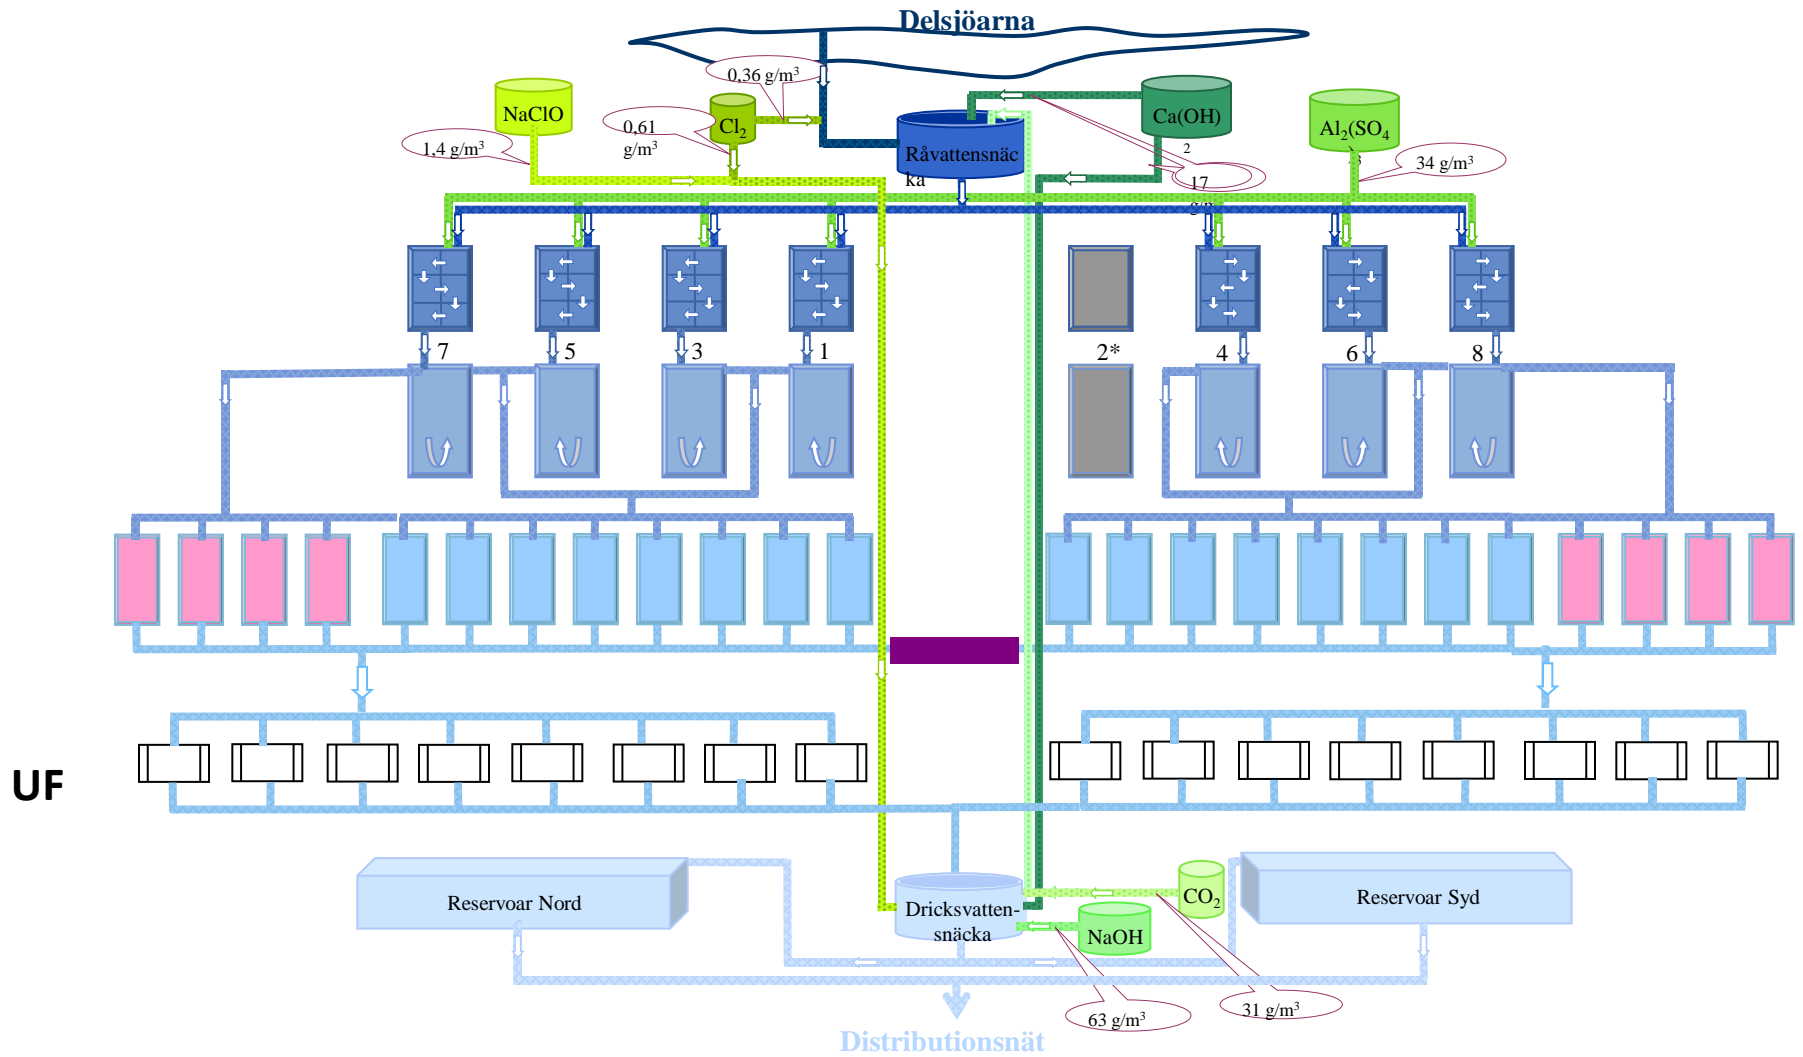 Delsjöarna
0,36 g/m³
NaClO
Cl₂
0,61
g/m³
1,4 g/m³
Råvattensnäc
ka
Ca(OH)
2
17
Al₂(SO₄
34 g/m³
7
5
3
1
2*
4
6
8
UF
Reservoar Nord
Dricksvatten-
snäcka
CO₂
NaOH
Reservoar Syd
31 g/m³
63 g/m³
Distributionsnät